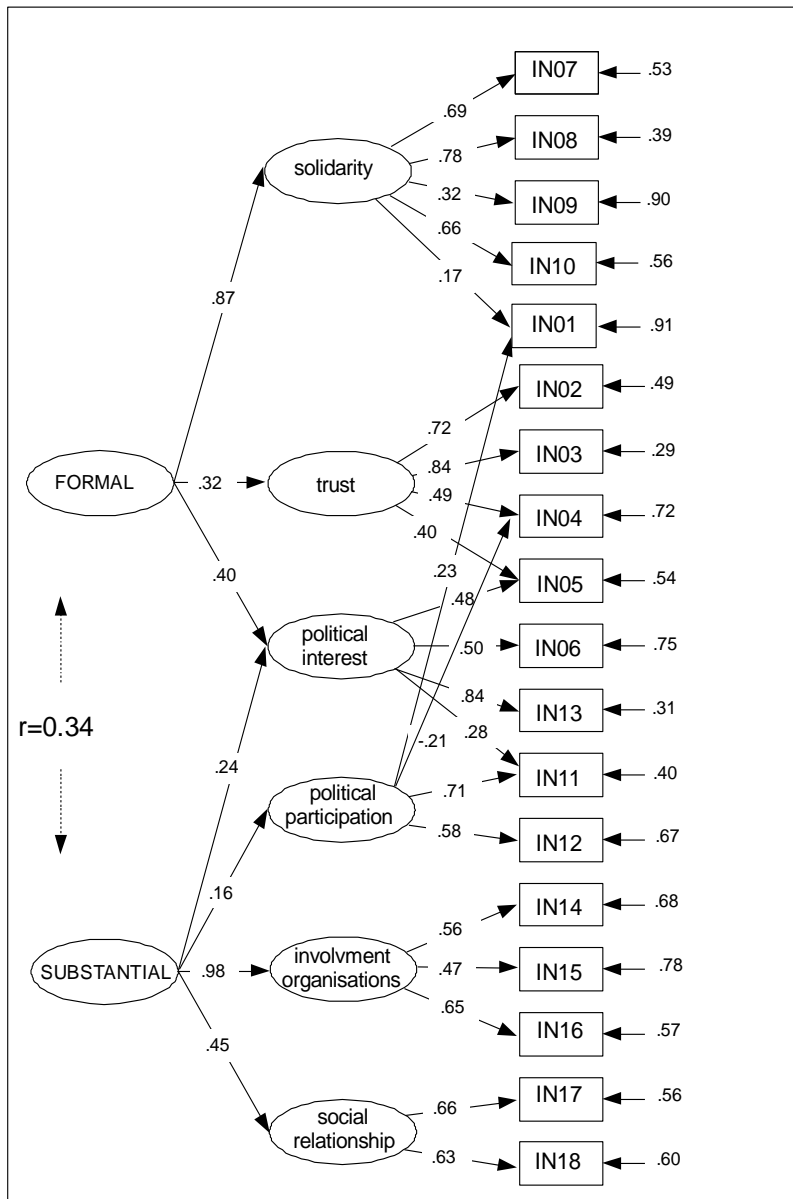 IN07
.53
.69
IN08
.39
.78
solidarity
.32
IN09
.90
.66
IN10
.56
.17
.87
IN01
.91
IN02
.49
.72
IN03
.29
.84
FORMAL
.32
trust
.49
IN04
.72
.40
.40
.23
IN05
.54
.48
political
interest
.50
IN06
.75
.84
IN13
.31
r=0.34
.28
-.21
.24
IN11
.40
political
participation
.71
.58
IN12
.67
.16
IN14
.68
.56
involvment
organisations
SUBSTANTIAL
.98
.47
IN15
.78
.65
IN16
.57
.45
IN17
.56
.66
social
relationship
.63
IN18
.60